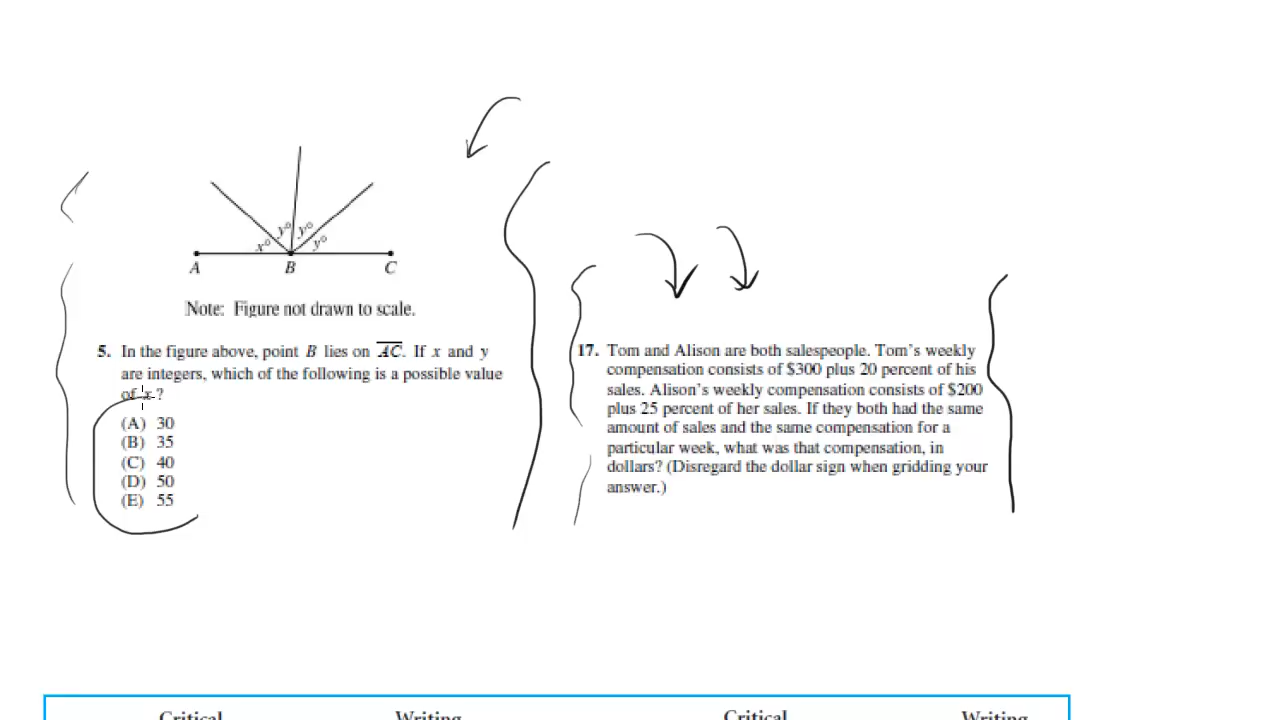 y° y°
x° y°
A B C
Note: Figure not drawn to scale.
5. In the figure above, point B lies on AC. If x and y
are integers, which of the following is a possible value
of x?
(A) 30
(B) 35
(C) 40
(D) 50
(E) 55
17. Tom and Alison are both salespeople. Tom's weekly
compensation consists of $300 plus 20 percent of his
sales. Alison's weekly compensation consists of $200
plus 25 percent of her sales. If they both had the same
amount of sales and the same compensation for a
particular week, what was that compensation, in
dollars? (Disregard the dollar sign when gridding your
answer.)
Critical Writing Critical Writing